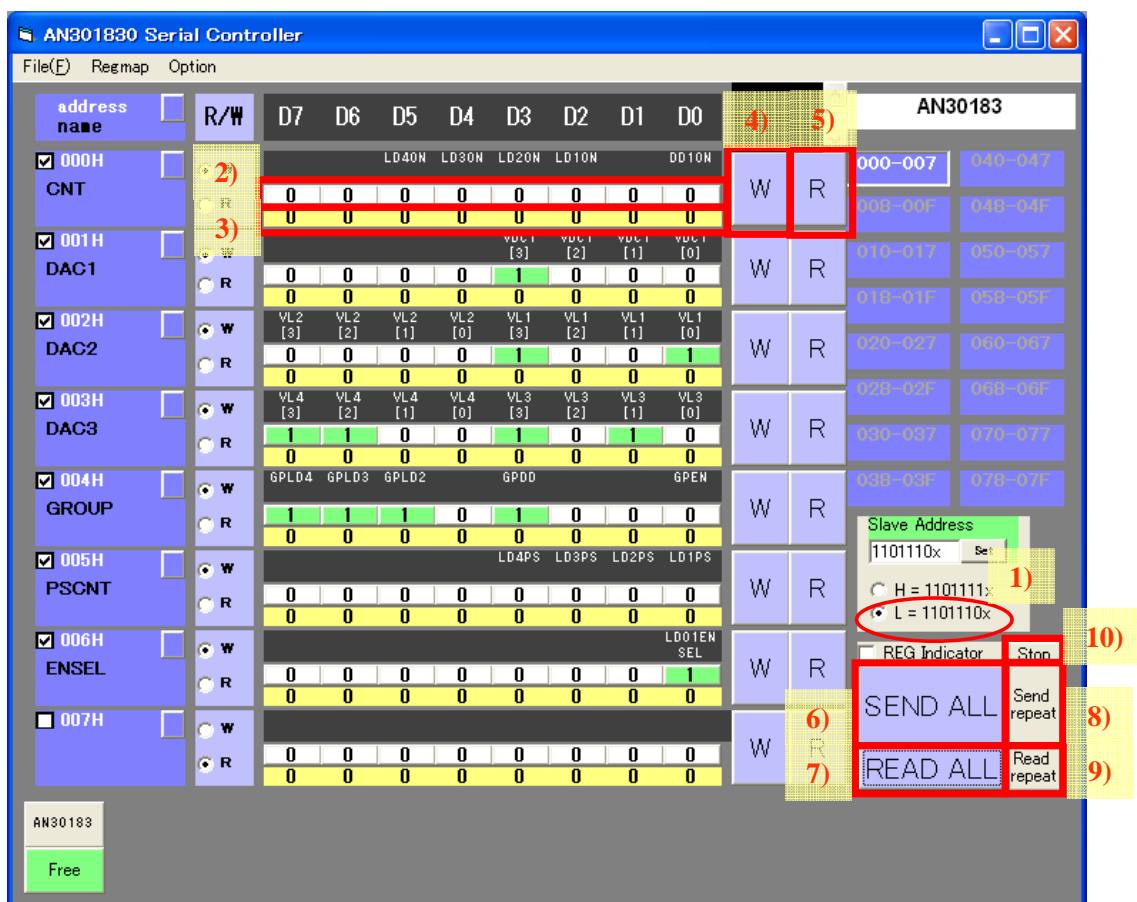 AN301830 Serial Controller
File(F) Regmap Option
address name R/W D7 D6 D5 D4 D3 D2 D1 D0 4) 5) AN30183
000H CNT 2) LD4ON LD3ON LD2ON LD1ON DD1ON W R 000-007 040-047
0 0 0 0 0 0 0 0
3) R 0 0 0 0 0 0 0 0 008-00F 048-04F
001H DAC1 W VDC1[3] VDC1[2] VDC1[1] VDC1[0] W R 010-017 050-057
R 0 0 0 0 1 0 0 0
0 0 0 0 0 0 0 0 018-01F 058-05F
002H DAC2 W VL2[3] VL2[2] VL2[1] VL2[0] VL1[3] VL1[2] VL1[1] VL1[0] W R 020-027 060-067
R 0 0 0 0 1 0 0 1
0 0 0 0 0 0 0 0 028-02F 068-06F
003H DAC3 W VL4[3] VL4[2] VL4[1] VL4[0] VL3[3] VL3[2] VL3[1] VL3[0] W R 030-037 070-077
R 1 1 0 0 1 0 1 0
0 0 0 0 0 0 0 0
004H GROUP W GPLD4 GPLD3 GPLD2 GPDD GPEN W R 038-03F 078-07F
R 1 1 1 0 1 0 0 0
0 0 0 0 0 0 0 0
Slave Address
1101110x Set
1)
H = 1101111x
L = 1101110x
005H PSCNT W LD4PS LD3PS LD2PS LD1PS W R
R 0 0 0 0 0 0 0 0
0 0 0 0 0 0 0 0
006H ENSEL W LDO1EN SEL W R
R 0 0 0 0 0 0 0 1
0 0 0 0 0 0 0 0
REG Indicator Stop 10)
6) SEND ALL Send repeat 8)
007H W W R
R 0 0 0 0 0 0 0 0
0 0 0 0 0 0 0 0
7) READ ALL Read repeat 9)
AN30183
Free